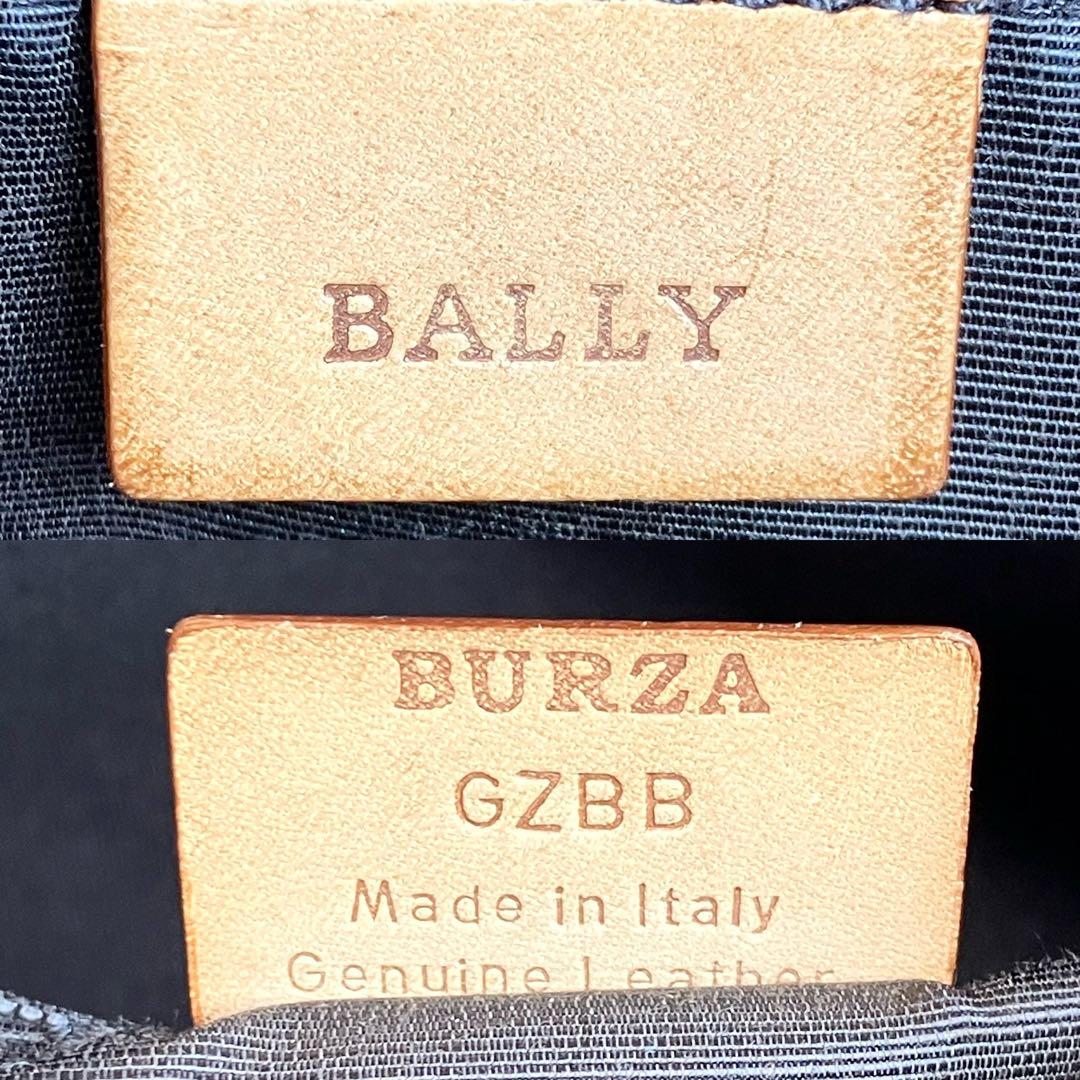 BALLY
BURZA
GZBB
Made in Italy
Genuine Leather